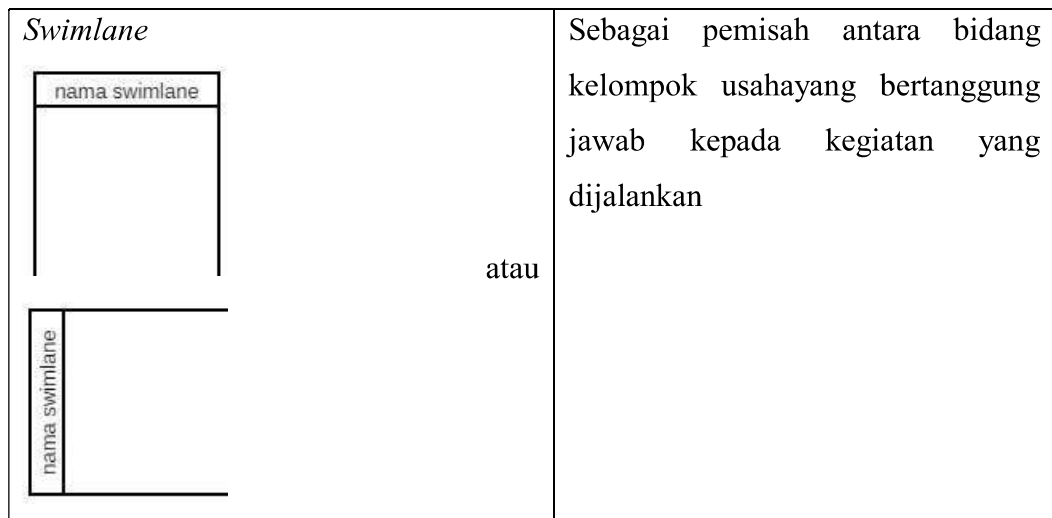 Swimlane
nama swimlane
atau
nama swimlane
Sebagai pemisah antara bidang
kelompok usahayang bertanggung
jawab kepada kegiatan yang
dijalankan